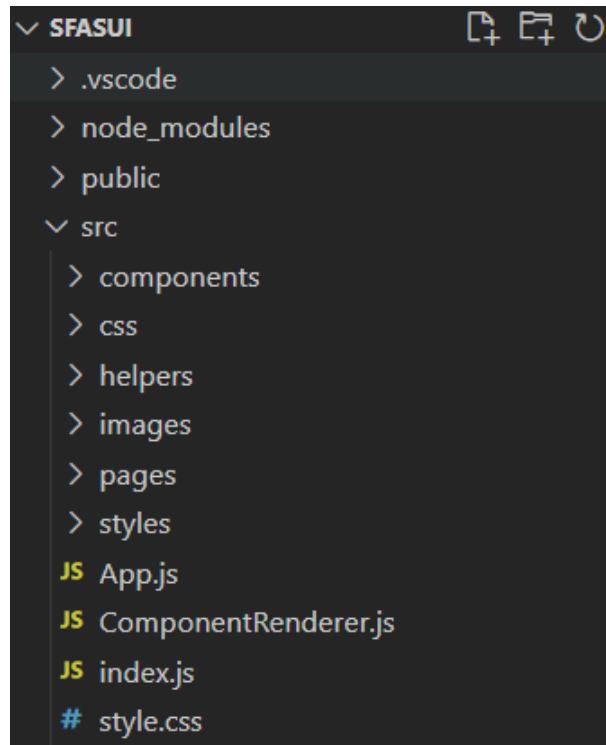 SFASUI
.vscode
node_modules
public
src
components
css
helpers
images
pages
styles
JS App.js
JS ComponentRenderer.js
JS index.js
# style.css